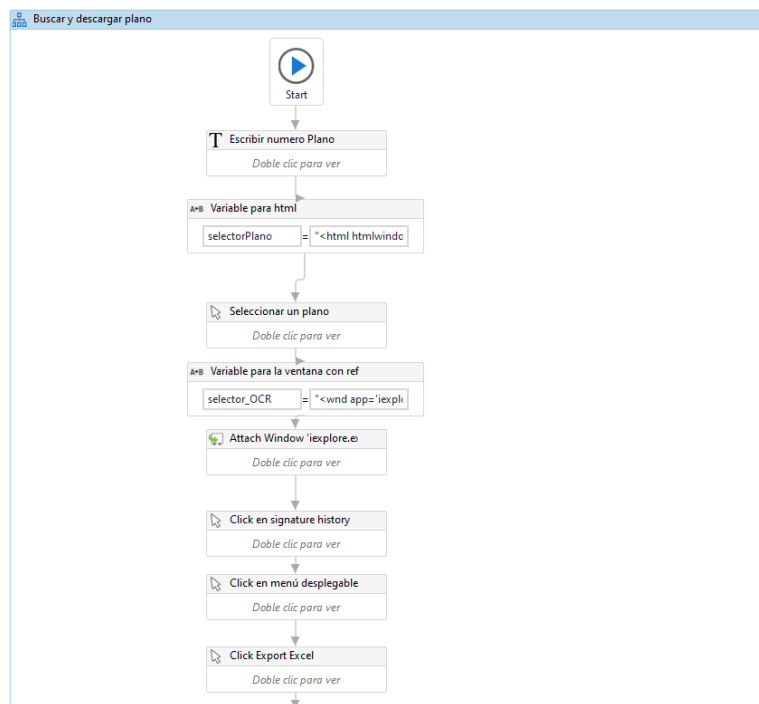 Buscar y descargar plano
Start
Escribir numero Plano
Doble clic para ver
A+B Variable para html
selectorPlano = "<html htmlwindo
Seleccionar un plano
Doble clic para ver
A+B Variable para la ventana con ref
selector_OCR = "<wnd app='iexplo
Attach Window 'iexplore.ex
Doble clic para ver
Click en signature history
Doble clic para ver
Click en menú desplegable
Doble clic para ver
Click Export Excel
Doble clic para ver